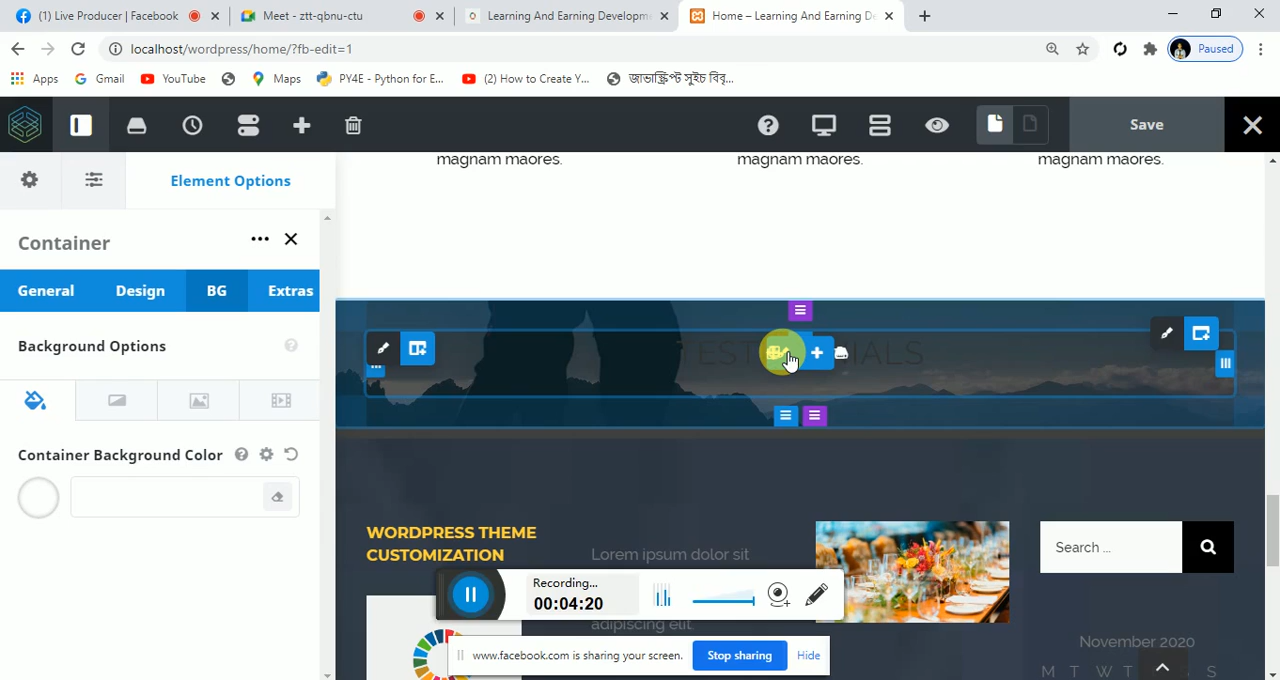 (1) Live Producer | Facebook
Meet - ztt-qbnu-ctu
Learning And Earning Developm
Home – Learning And Earning De
localhost/wordpress/home/?fb-edit=1
Paused
Apps
Gmail
YouTube
Maps
PY4E - Python for E...
(2) How to Create Y...
জাভাস্ক্রিপ্ট সুইচ বিবৃ...
Save
Element Options
magnam maores.
magnam maores.
magnam maores.
Container
General
Design
BG
Extras
Background Options
Container Background Color
WORDPRESS THEME
CUSTOMIZATION
Lorem ipsum dolor sit
adipiscing elit.
Search ...
November 2020
M T W T S
Recording...
00:04:20
www.facebook.com is sharing your screen.
Stop sharing
Hide